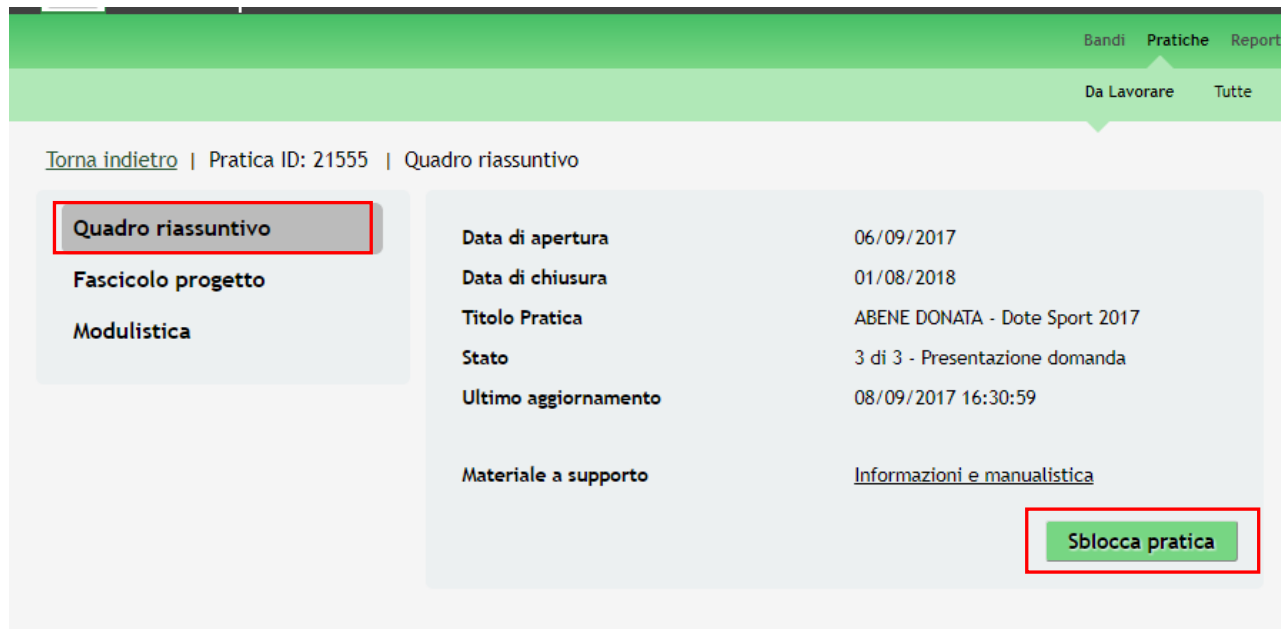 Bandi Pratiche Report
Da Lavorare Tutte
Torna indietro | Pratica ID: 21555 | Quadro riassuntivo
Quadro riassuntivo
Fascicolo progetto
Modulistica
Data di apertura 06/09/2017
Data di chiusura 01/08/2018
Titolo Pratica ABENE DONATA - Dote Sport 2017
Stato 3 di 3 - Presentazione domanda
Ultimo aggiornamento 08/09/2017 16:30:59
Materiale a supporto Informazioni e manualistica
Sblocca pratica